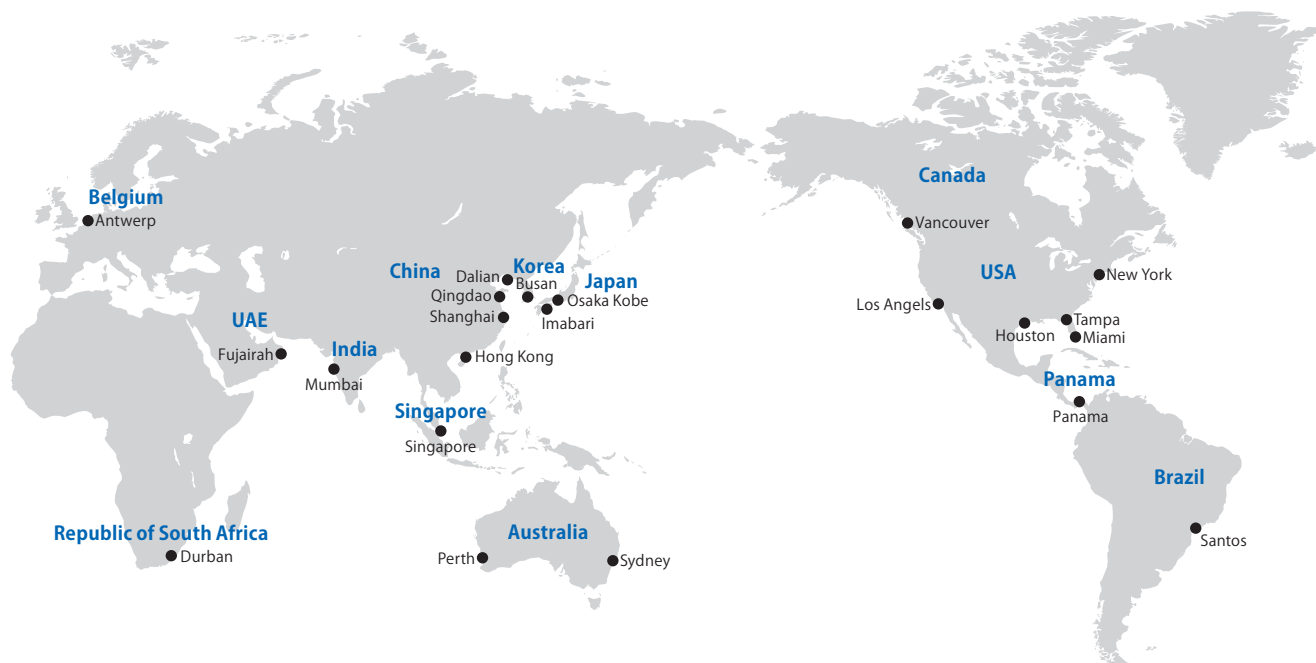 Belgium
Antwerp
UAE
Fujairah
India
Mumbai
Republic of South Africa
Durban
China
Dalian
Qingdao
Shanghai
Hong Kong
Korea
Busan
Japan
Osaka Kobe
Imabari
Singapore
Singapore
Australia
Perth
Sydney
Canada
Vancouver
USA
New York
Los Angels
Houston
Tampa
Miami
Panama
Panama
Brazil
Santos